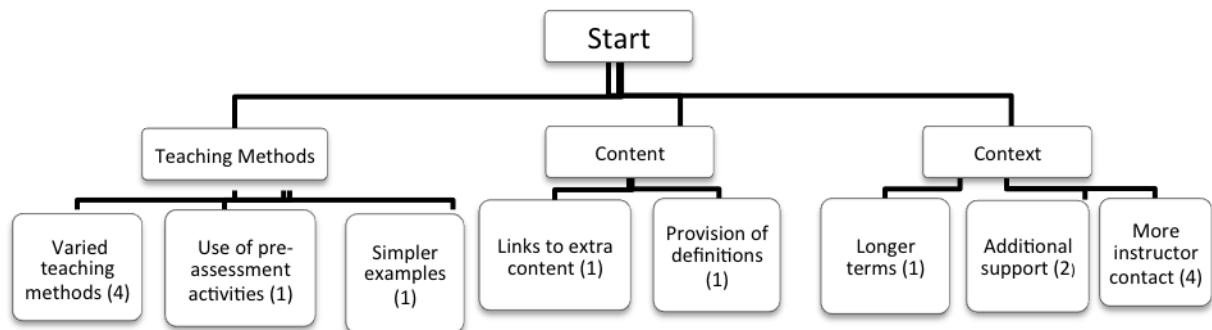 Start
Teaching Methods
Content
Context
Varied
teaching
methods (4)
Use of pre-
assessment
activities (1)
Simpler
examples
(1)
Links to extra
content (1)
Provision of
definitions
(1)
Longer
terms (1)
Additional
support (2)
More
instructor
contact (4)